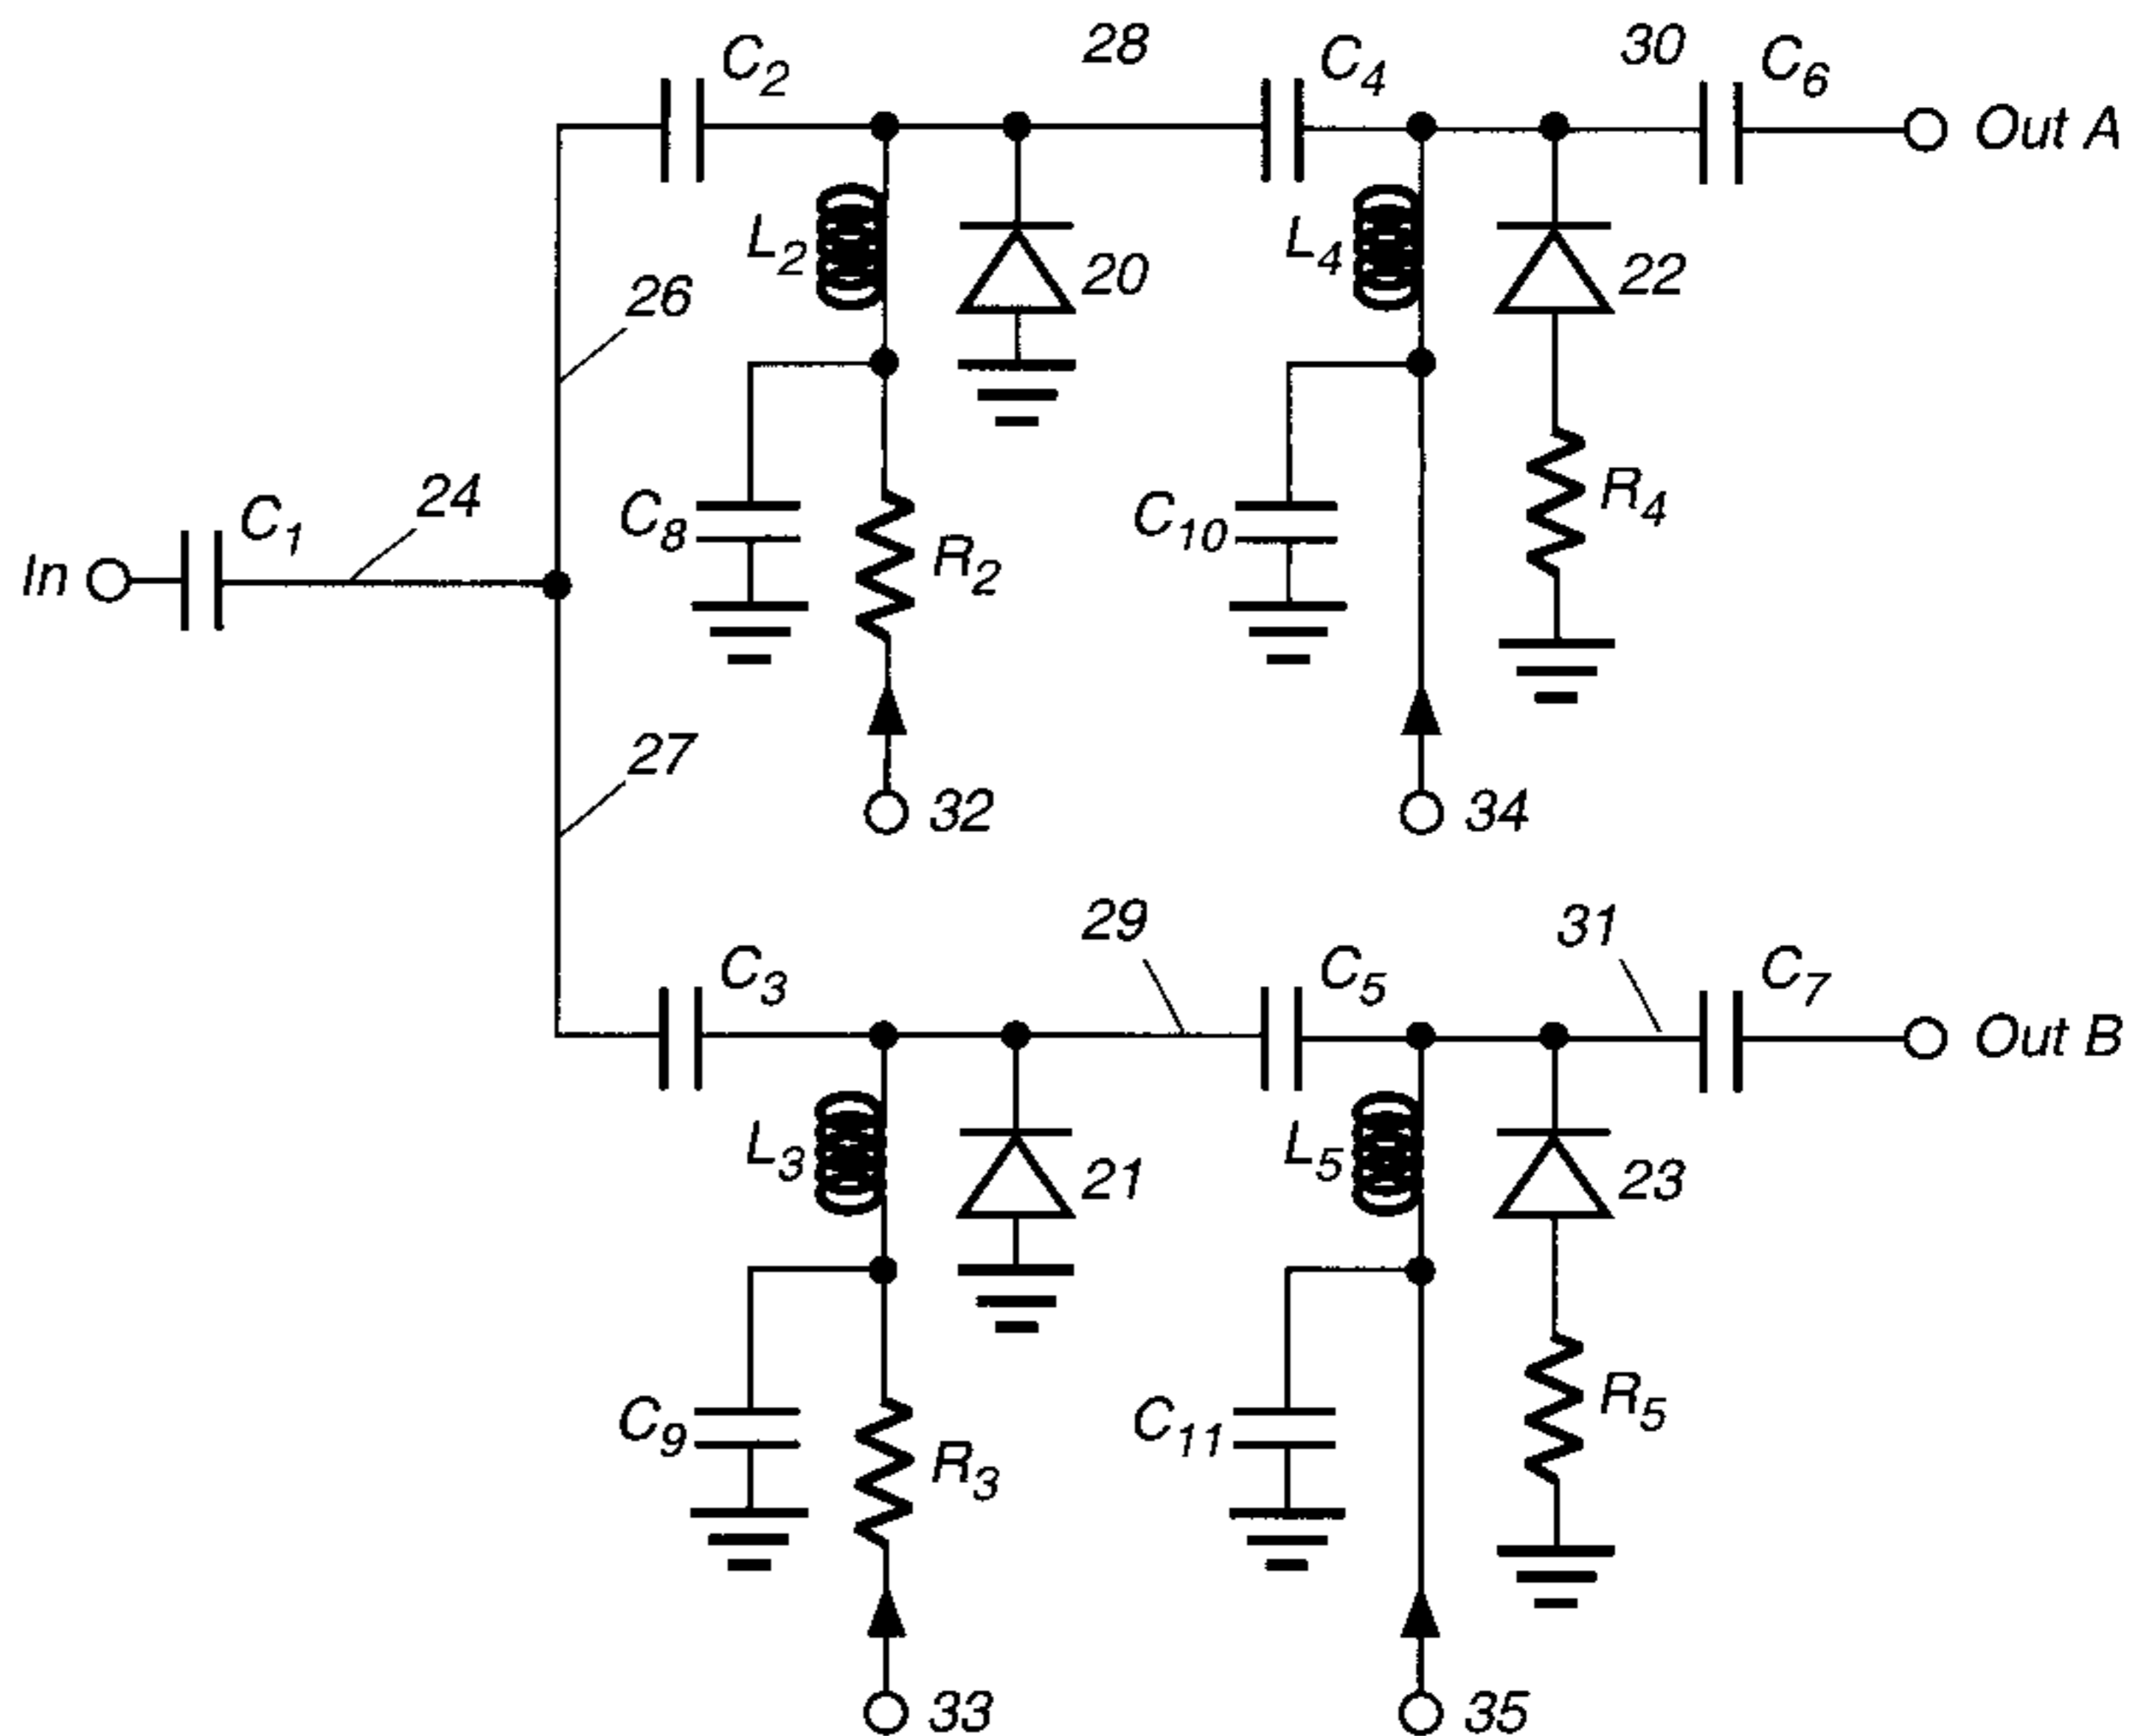 C2 28 C4 30 C6
Out A
L2 20 L4 22
26
C1 24 C8 R2 C10 R4
In
27
32 34
29 31
C3 C5 C7
Out B
L3 21 L5 23
C9 R3 C11 R5
33 35